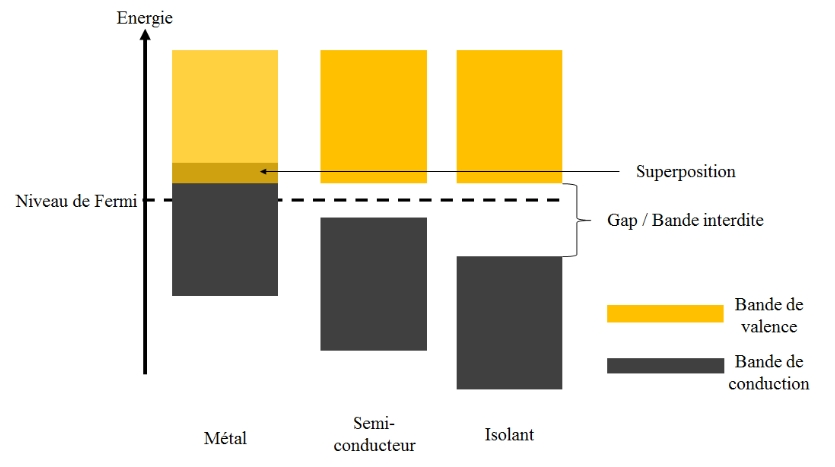 Energie
Superposition
Niveau de Fermi
Gap / Bande interdite
Bande de
valence
Bande de
conduction
Métal
Semi-
conducteur
Isolant